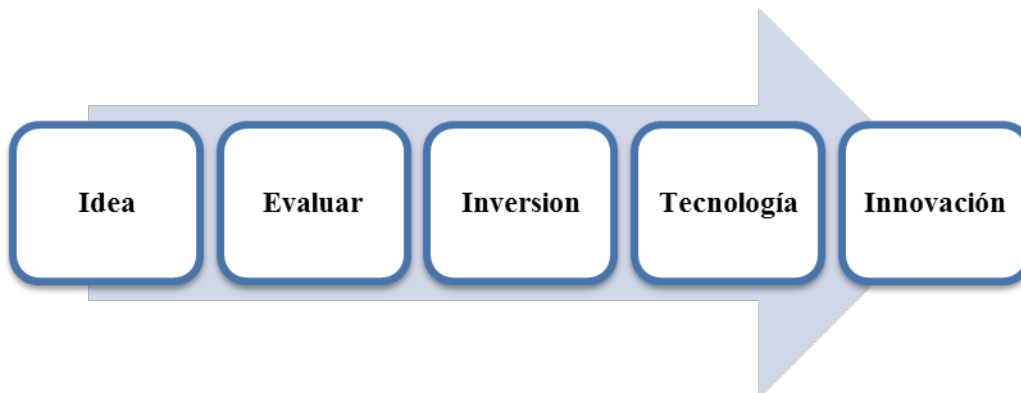 Idea
Evaluar
Inversion
Tecnología
Innovación